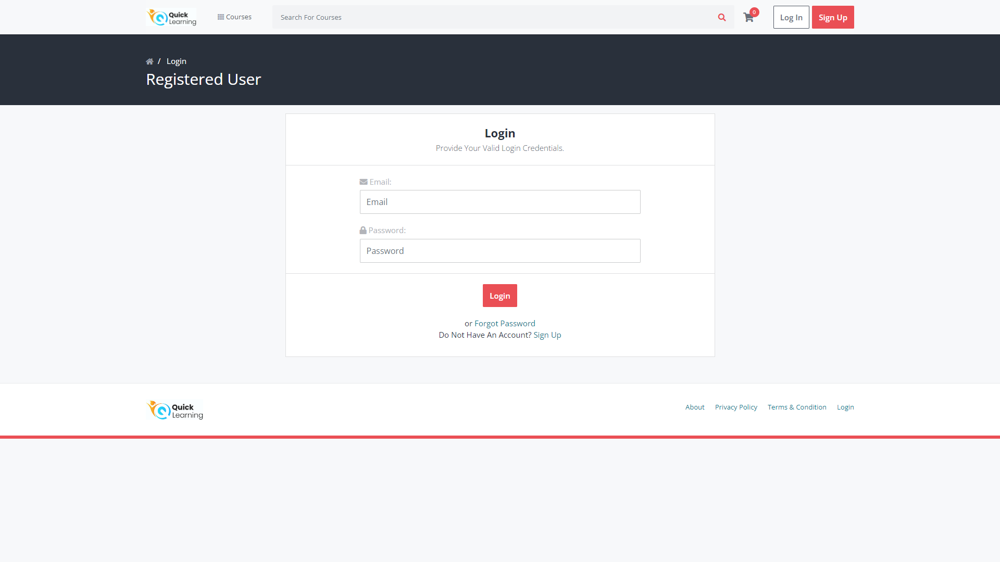 Quick
Learning
Courses
Search For Courses
0
Log In
Sign Up
/ Login
Registered User
Login
Provide Your Valid Login Credentials.
Email:
Email
Password:
Password
Login
or Forgot Password
Do Not Have An Account? Sign Up
Quick
Learning
About
Privacy Policy
Terms & Condition
Login